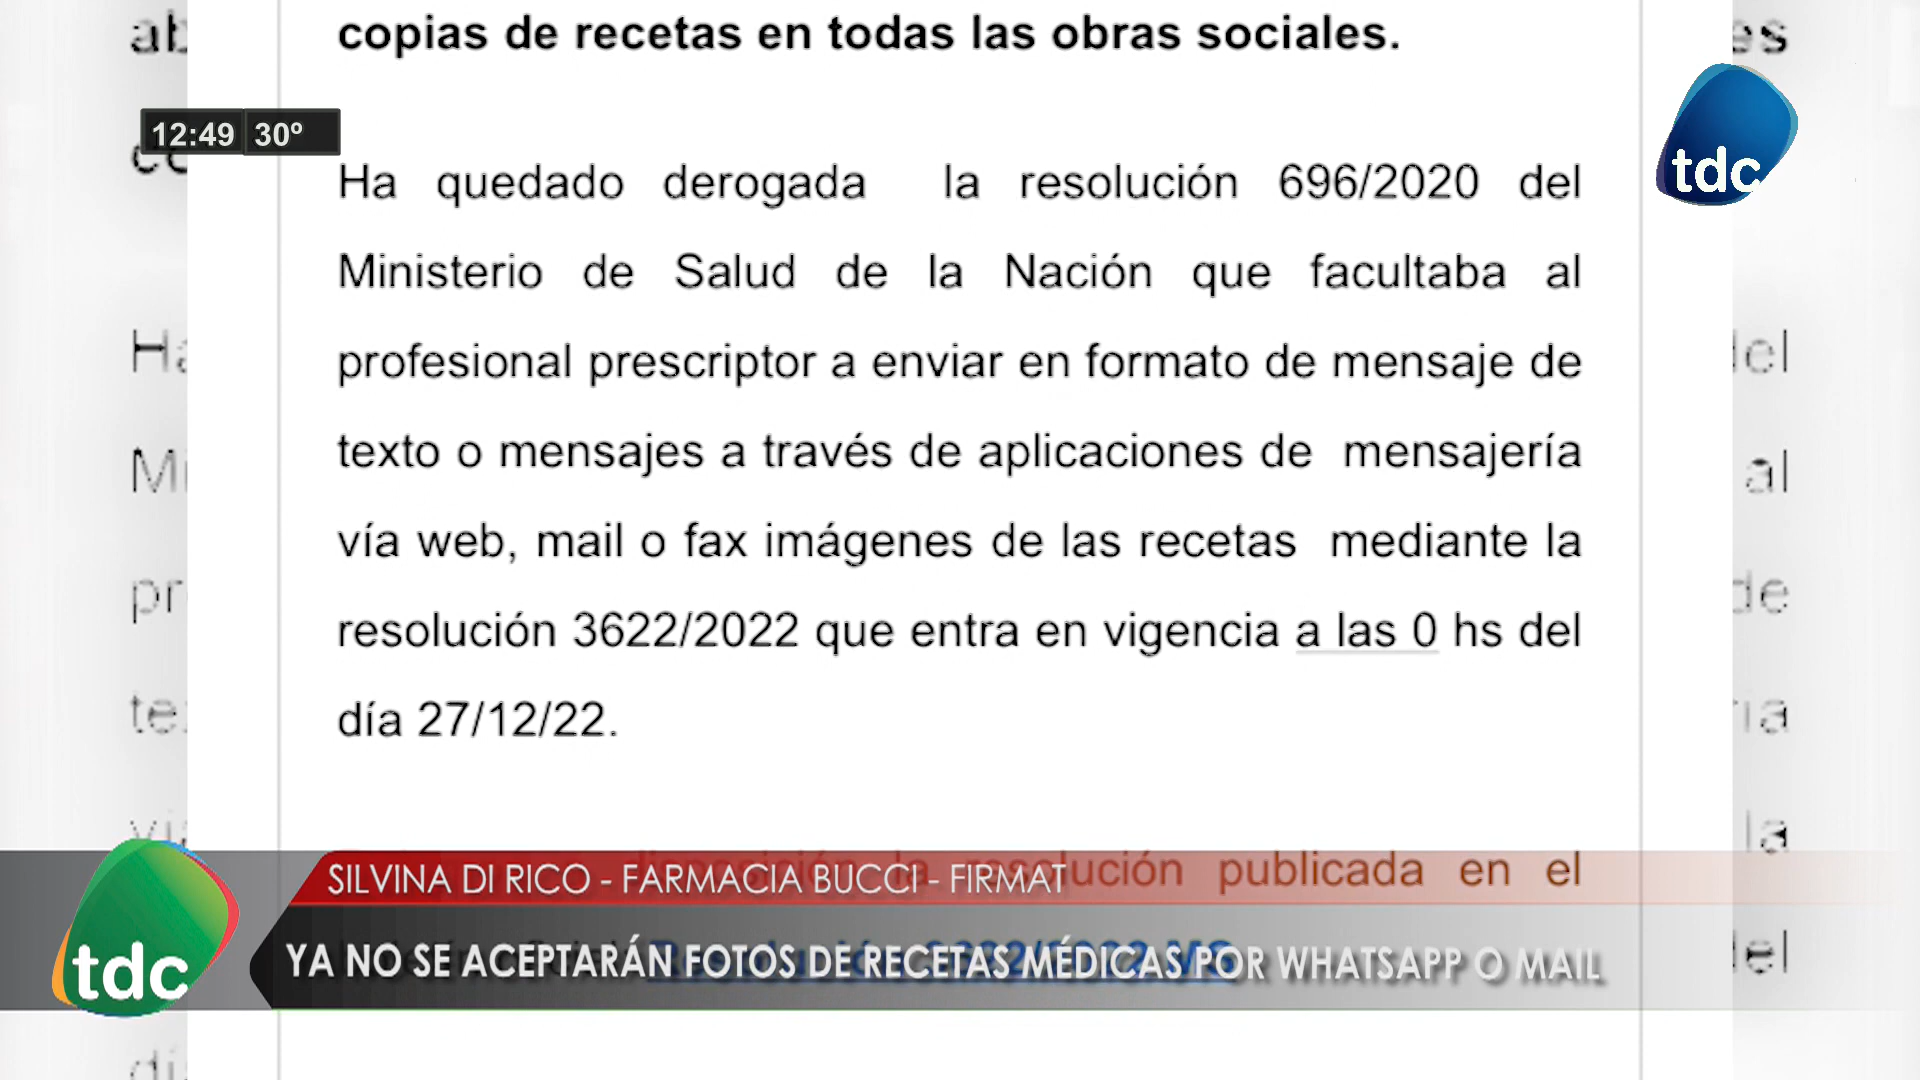 copias de recetas en todas las obras sociales.
12:49 30º
tdc
Ha quedado derogada la resolución 696/2020 del
Ministerio de Salud de la Nación que facultaba al
profesional prescriptor a enviar en formato de mensaje de
texto o mensajes a través de aplicaciones de mensajería
vía web, mail o fax imágenes de las recetas mediante la
resolución 3622/2022 que entra en vigencia a las 0 hs del
día 27/12/22.
disposición la resolución publicada en el
SILVINA DI RICO - FARMACIA BUCCI - FIRMAT
YA NO SE ACEPTARÁN FOTOS DE RECETAS MÉDICAS POR WHATSAPP O MAIL
tdc